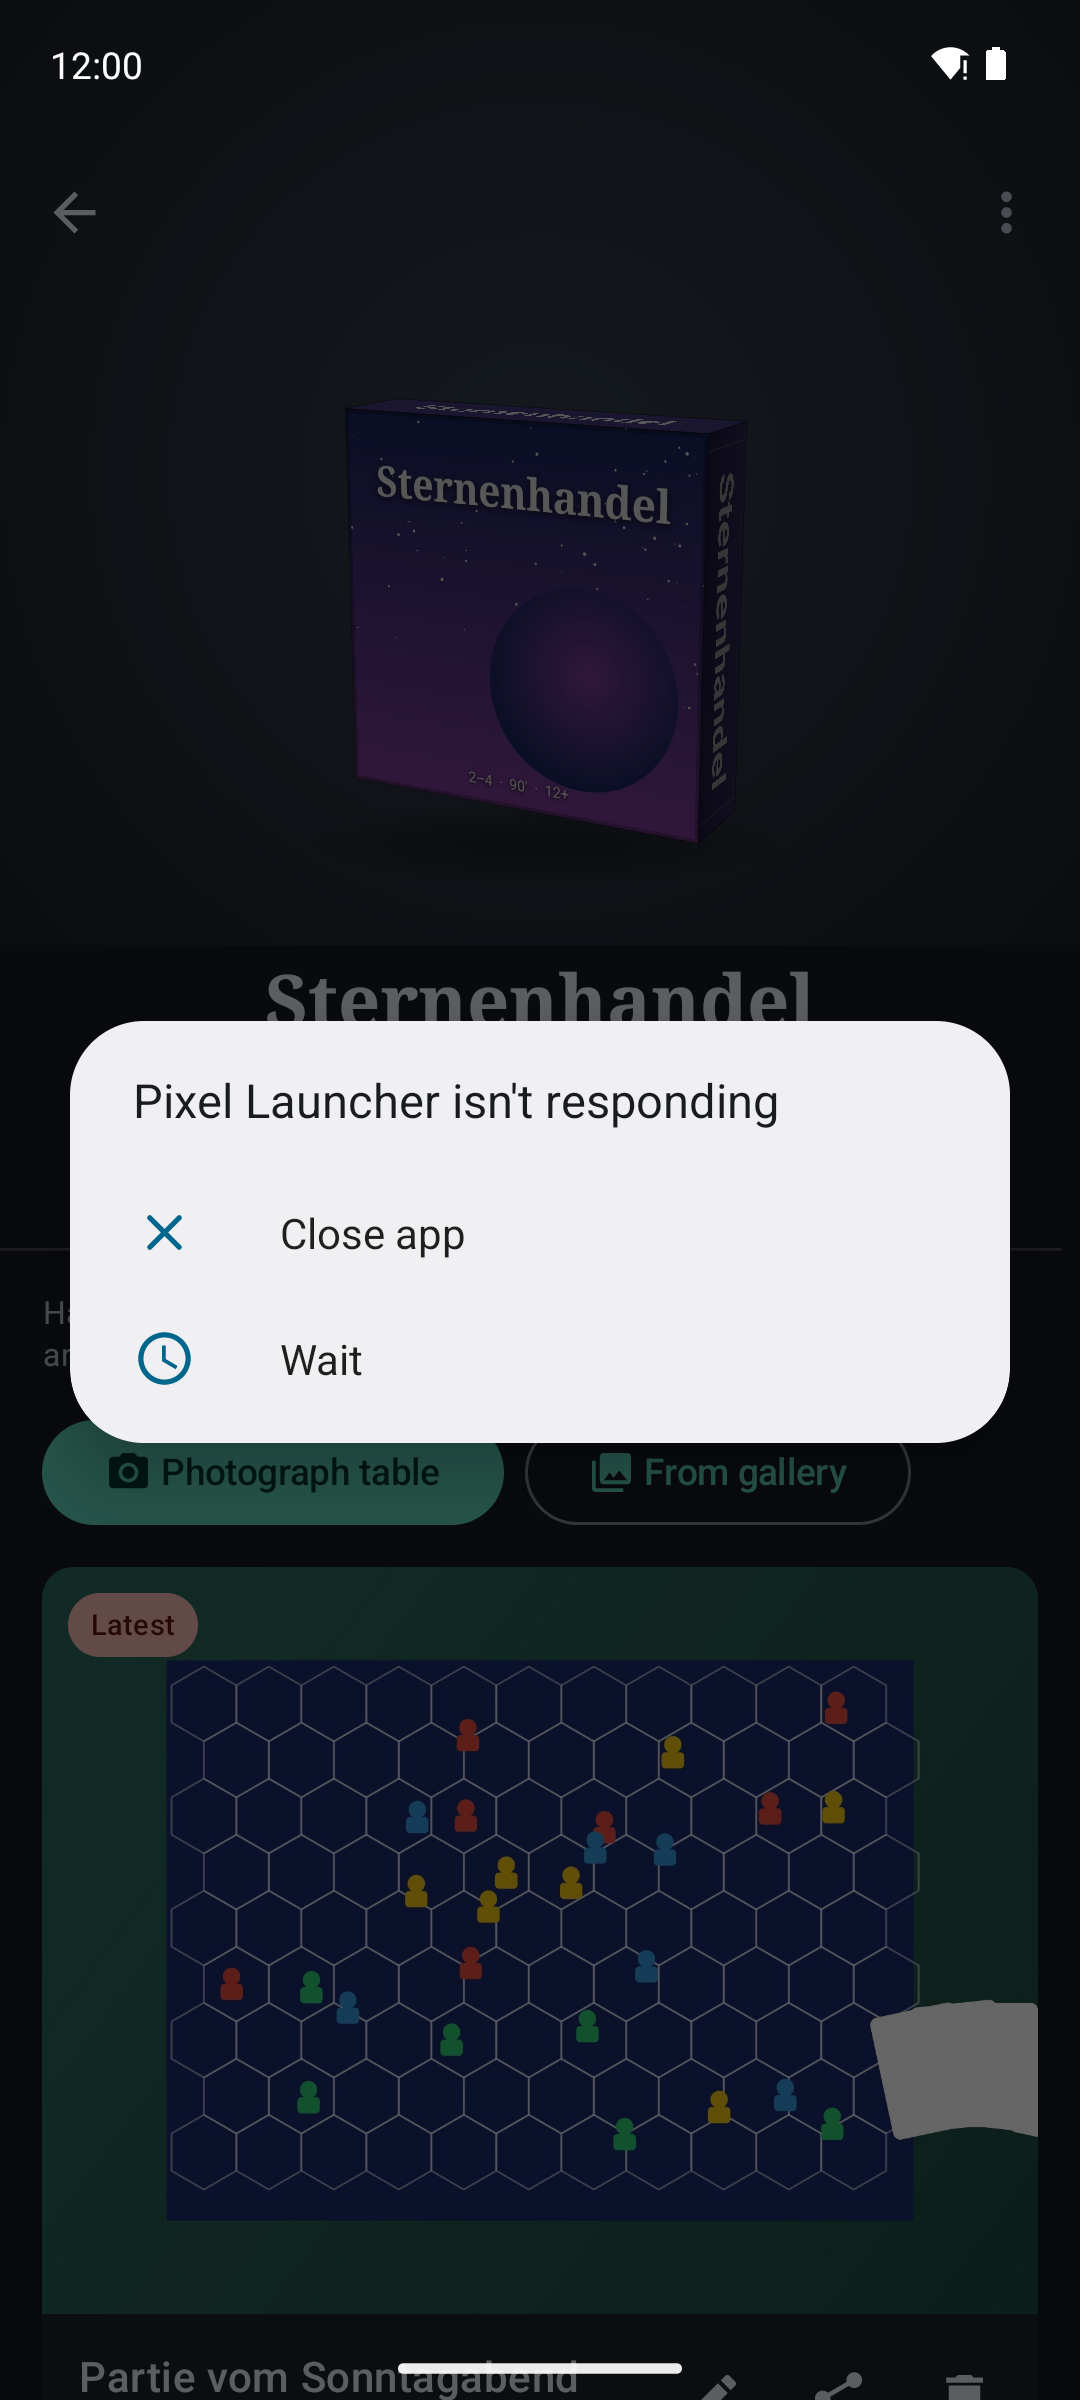 12:00
Sternenhandel
Sternenhandel
Sternenhandel
2–4 · 90' · 12+
Sternenhandel
Pixel Launcher isn't responding
Close app
Wait
Photograph table
From gallery
Latest
Partie vom Sonntagabend